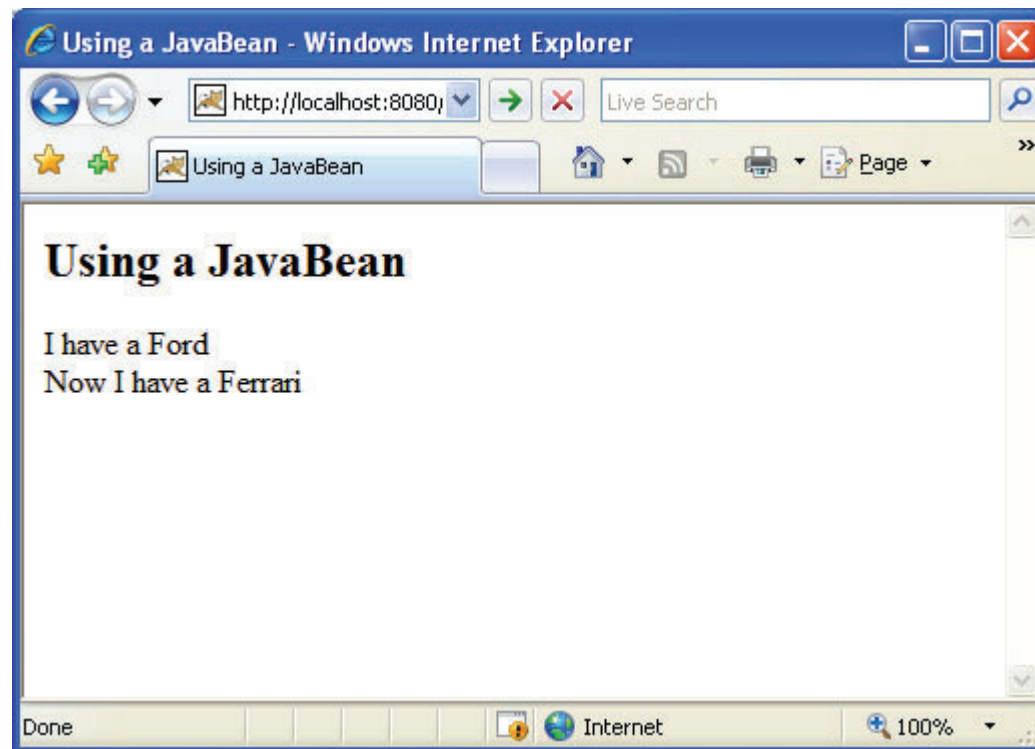 Using a JavaBean - Windows Internet Explorer
http://localhost:8080/
Live Search
Using a JavaBean
Page
Using a JavaBean
I have a Ford
Now I have a Ferrari
Done
Internet
100%